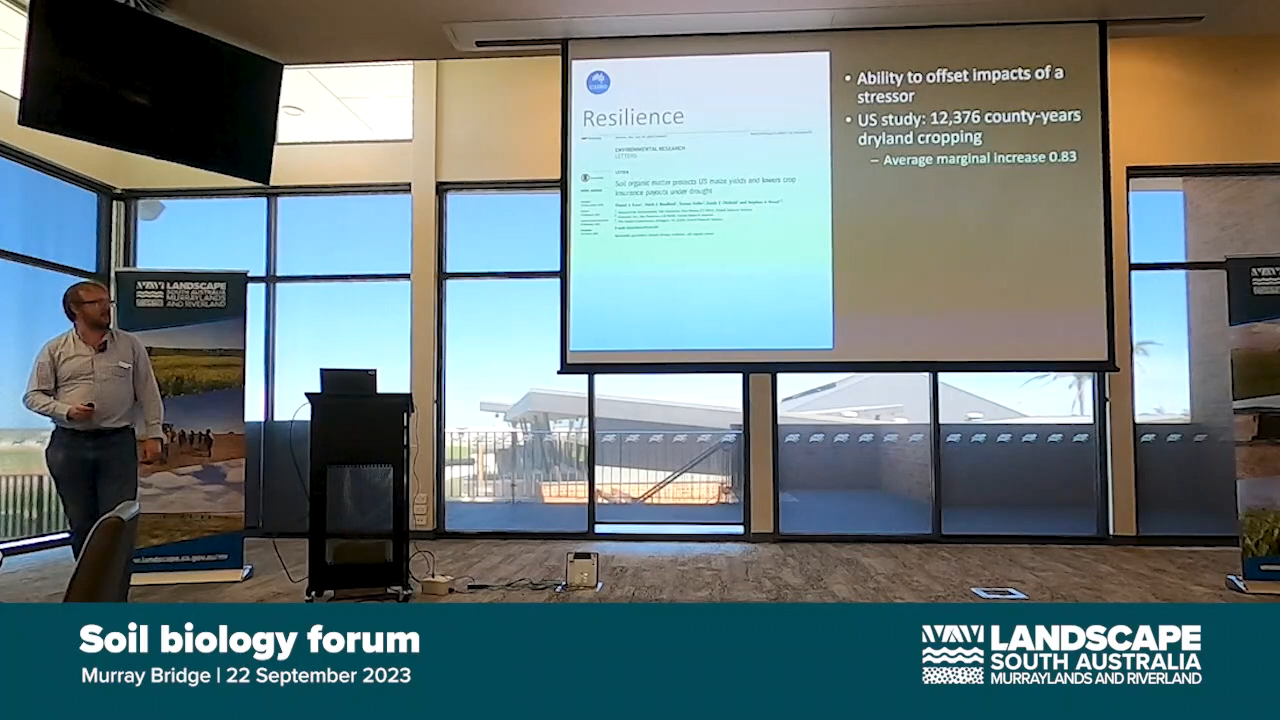 CSIRO
Resilience
ENVIRONMENTAL RESEARCH
LETTERS
LETTER
Soil organic matter protects US maize yields and lowers crop
insurance payouts under drought
• Ability to offset impacts of a
stressor
• US study: 12,376 county-years
dryland cropping
– Average marginal increase 0.83
LANDSCAPE
SOUTH AUSTRALIA
MURRAYLANDS
AND RIVERLAND
Soil biology forum
Murray Bridge | 22 September 2023
LANDSCAPE
SOUTH AUSTRALIA
MURRAYLANDS AND RIVERLAND